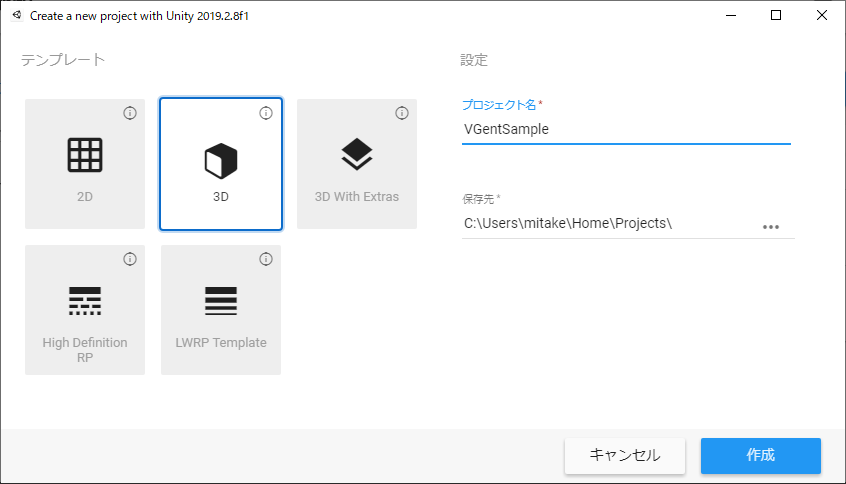 Create a new project with Unity 2019.2.8f1
テンプレート
2D
3D
3D With Extras
High Definition
RP
LWRP Template
設定
プロジェクト名*
VGentSample
保存先*
C:\Users\mitake\Home\Projects\
キャンセル
作成